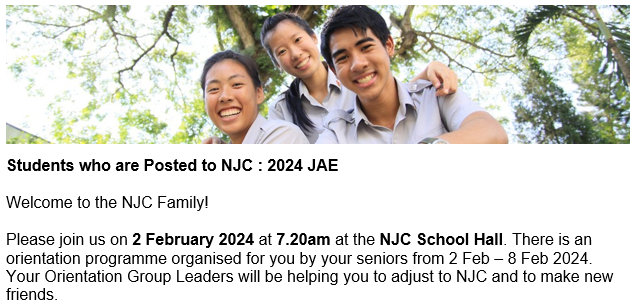 Students who are Posted to NJC : 2024 JAE
Welcome to the NJC Family!
Please join us on 2 February 2024 at 7.20am at the NJC School Hall. There is an
orientation programme organised for you by your seniors from 2 Feb – 8 Feb 2024.
Your Orientation Group Leaders will be helping you to adjust to NJC and to make new
friends.